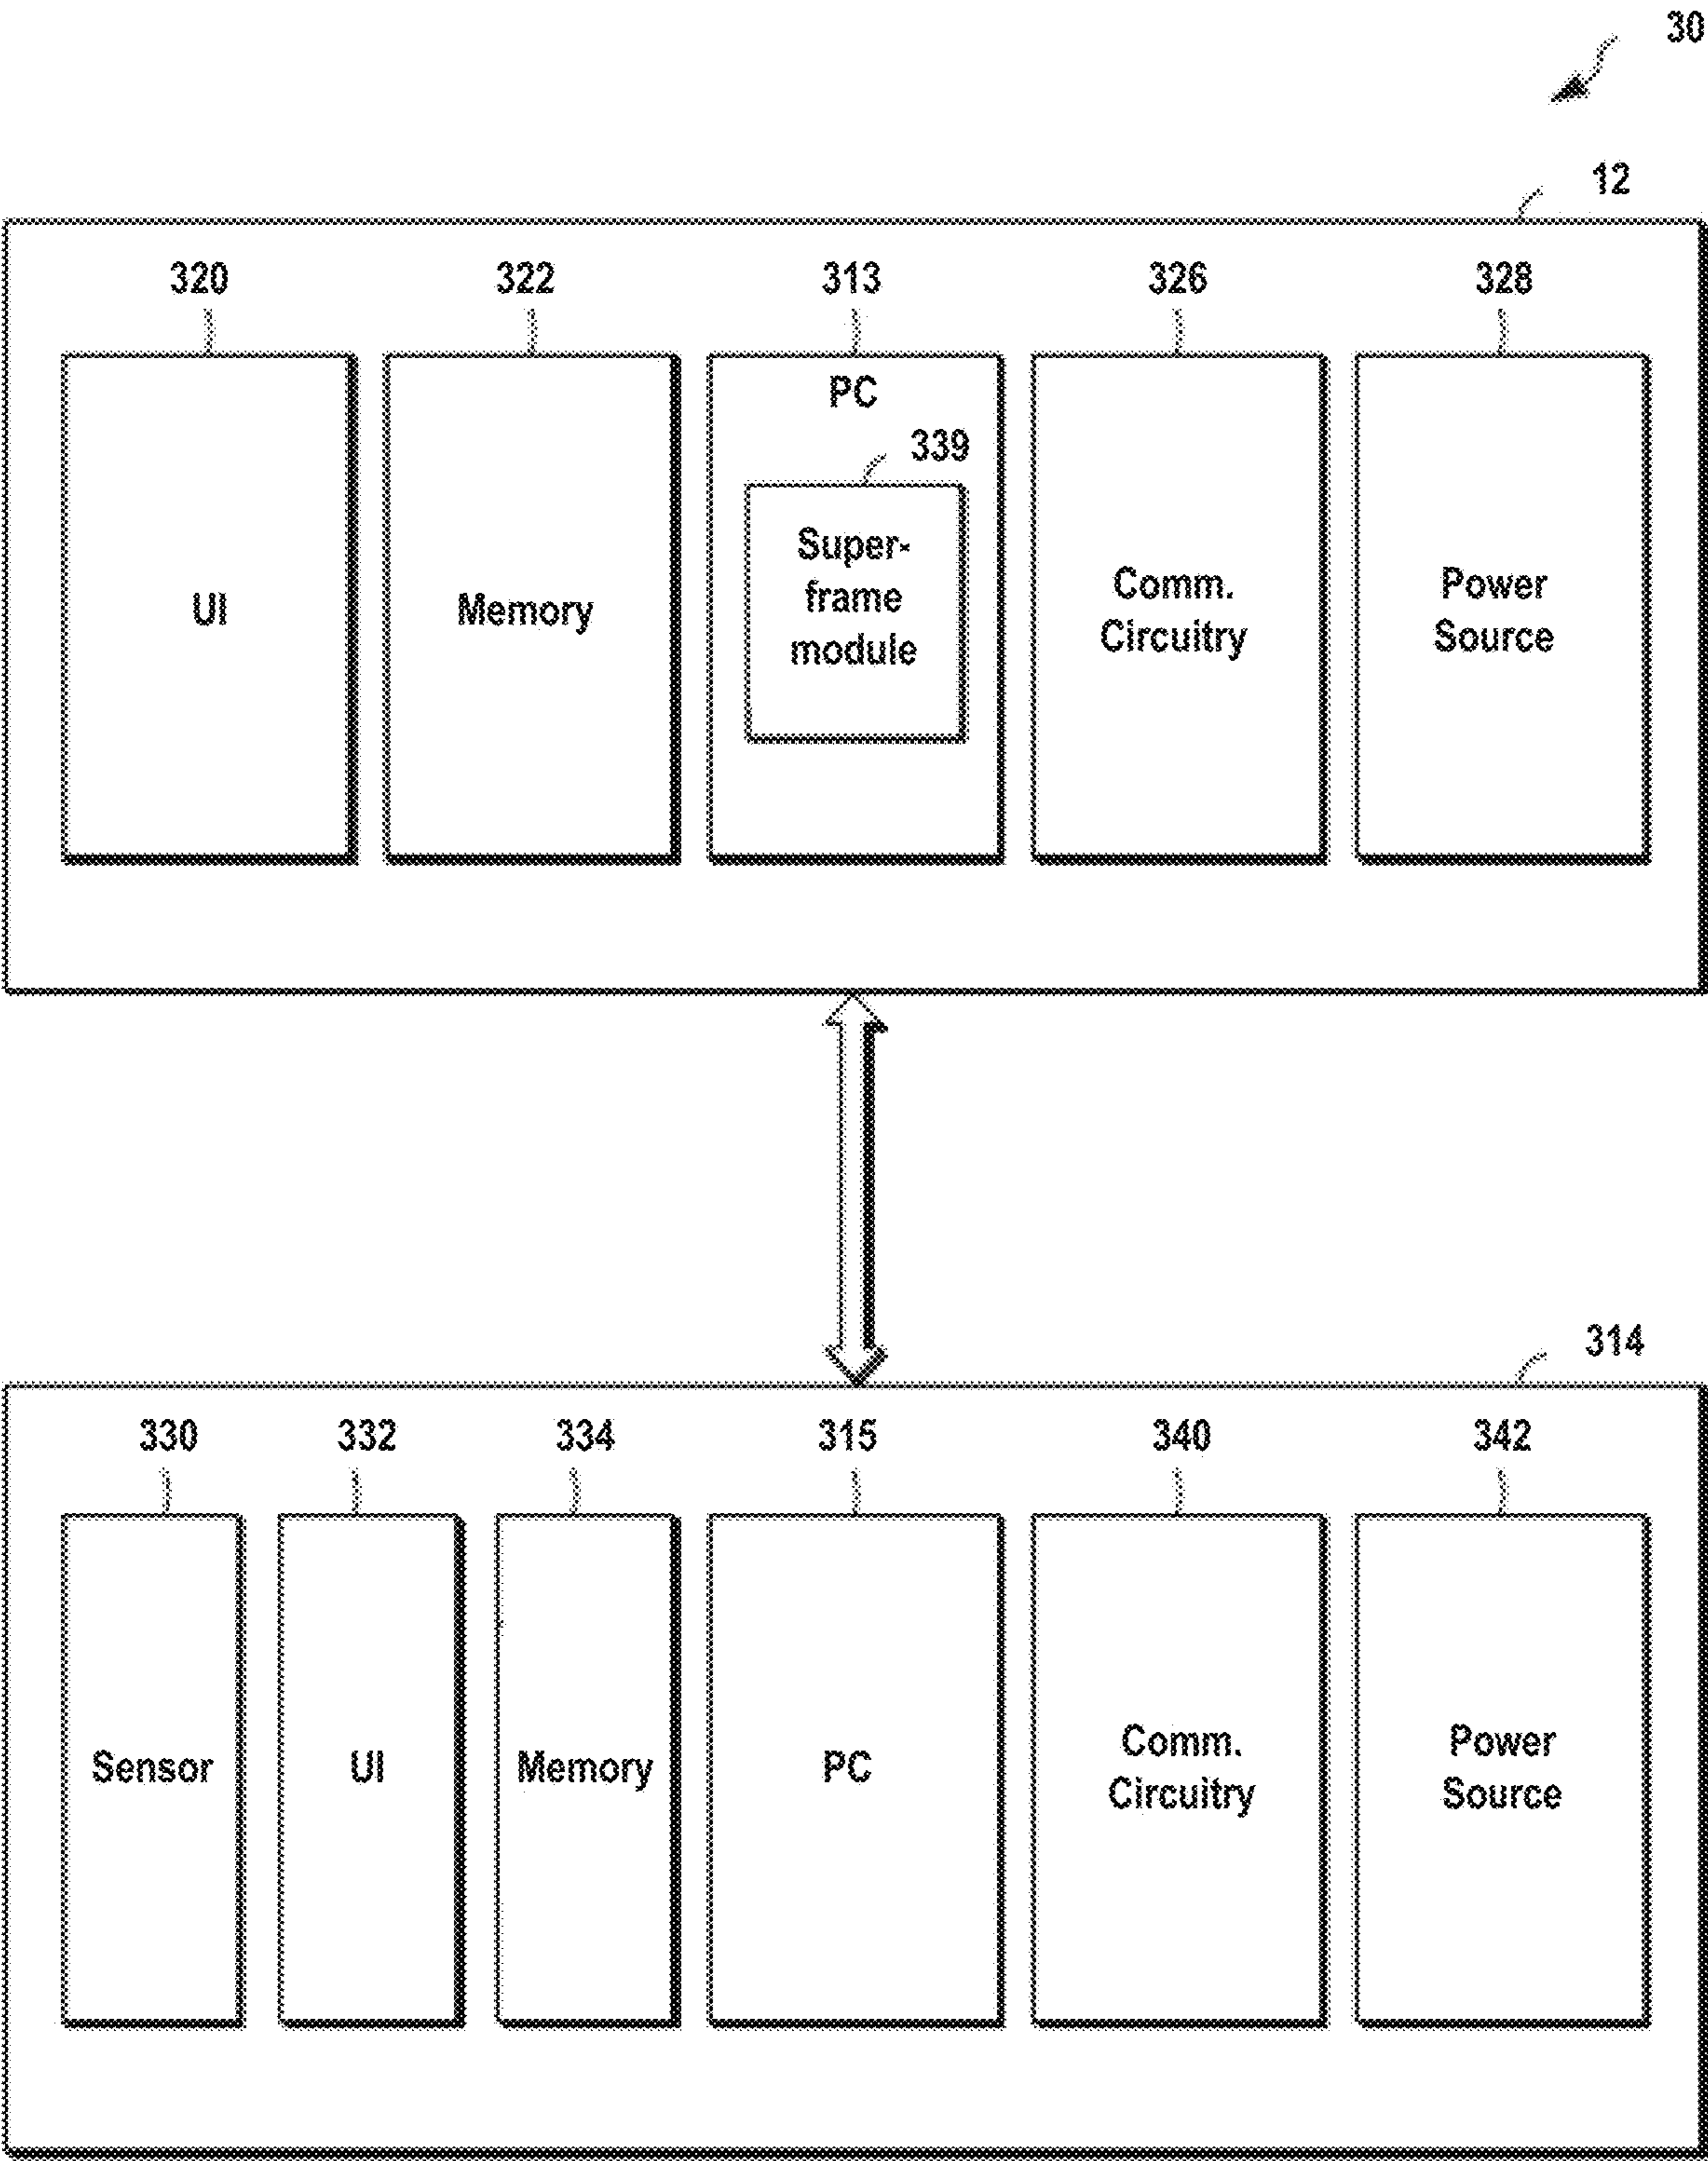 30
12
320 322 313 326 328
PC
339
Super-
frame
module
UI
Memory
Comm.
Circuitry
Power
Source
314
330 332 334 315 340 342
Sensor
UI
Memory
PC
Comm.
Circuitry
Power
Source